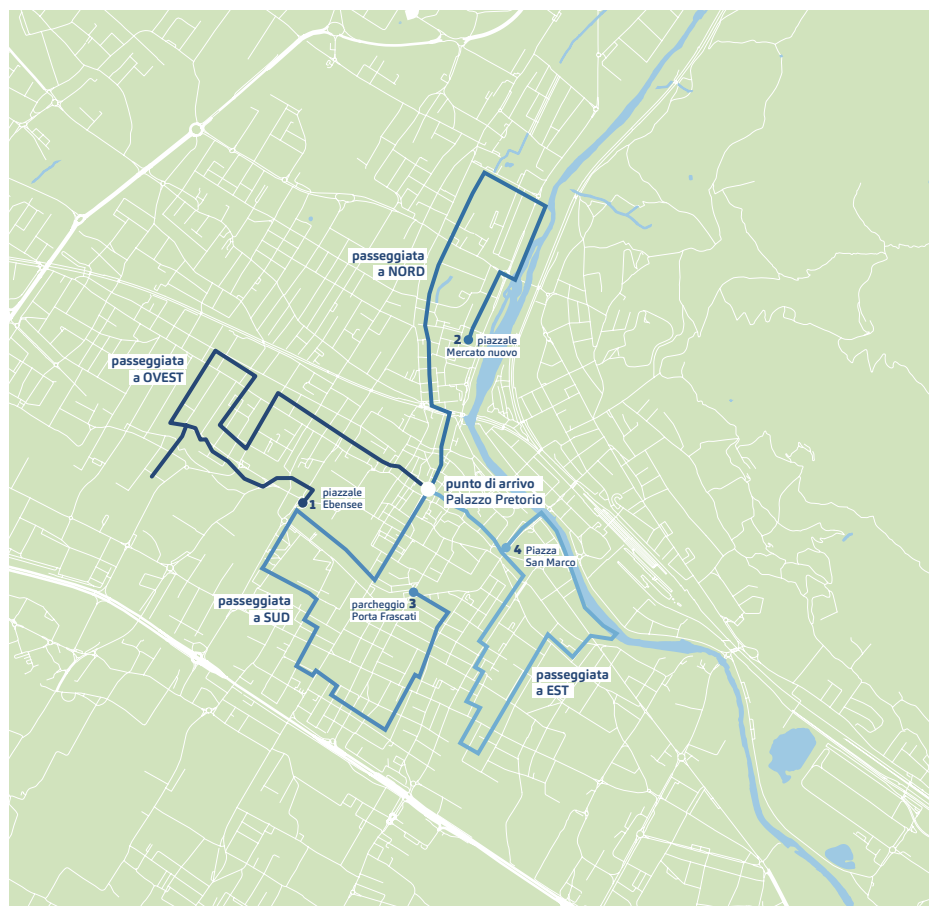 passeggiata
a NORD
2 piazzale
Mercato nuovo
passeggiata
a OVEST
punto di arrivo
Palazzo Pretorio
piazzale
1 Ebensee
4 Piazza
San Marco
passeggiata
a SUD
parcheggio 3
Porta Frascati
passeggiata
a EST